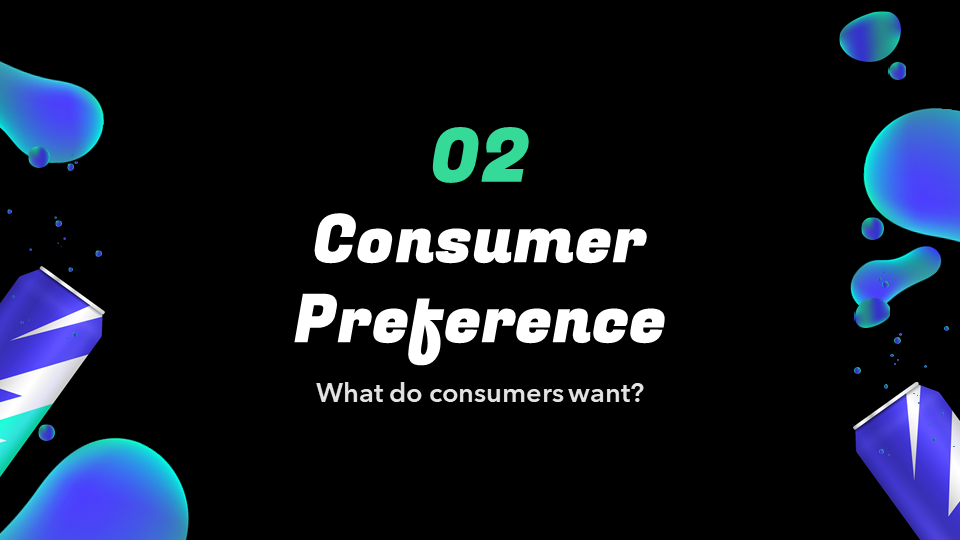 02
Consumer
Preference
What do consumers want?